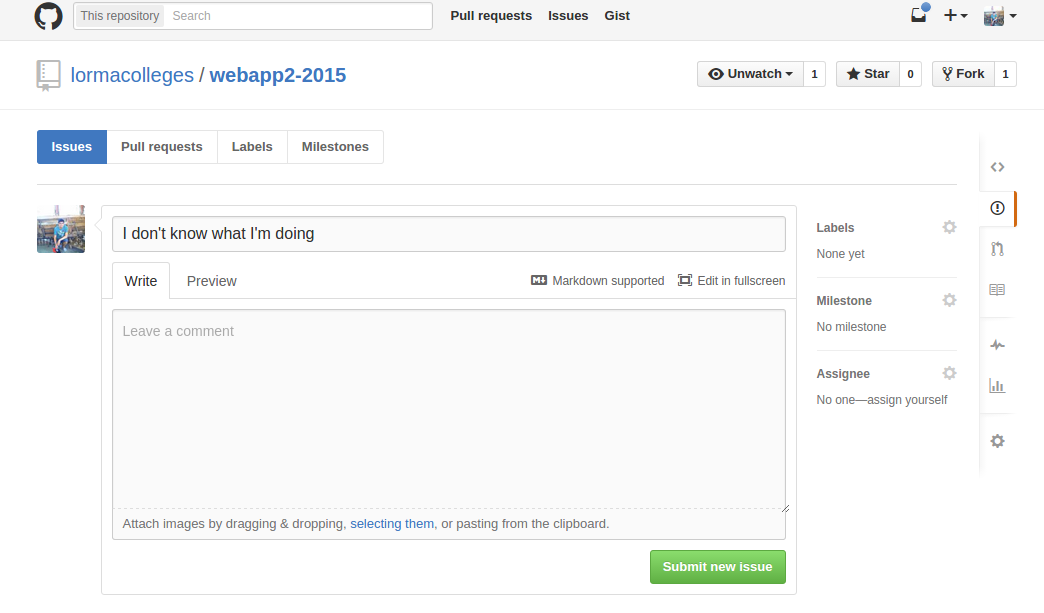 This repository Search Pull requests Issues Gist
lormacolleges / webapp2-2015 Unwatch 1 Star 0 Fork 1
Issues Pull requests Labels Milestones
I don't know what I'm doing
Labels
None yet
Write Preview Markdown supported Edit in fullscreen
Milestone
No milestone
Leave a comment
Assignee
No one—assign yourself
Attach images by dragging & dropping, selecting them, or pasting from the clipboard.
Submit new issue